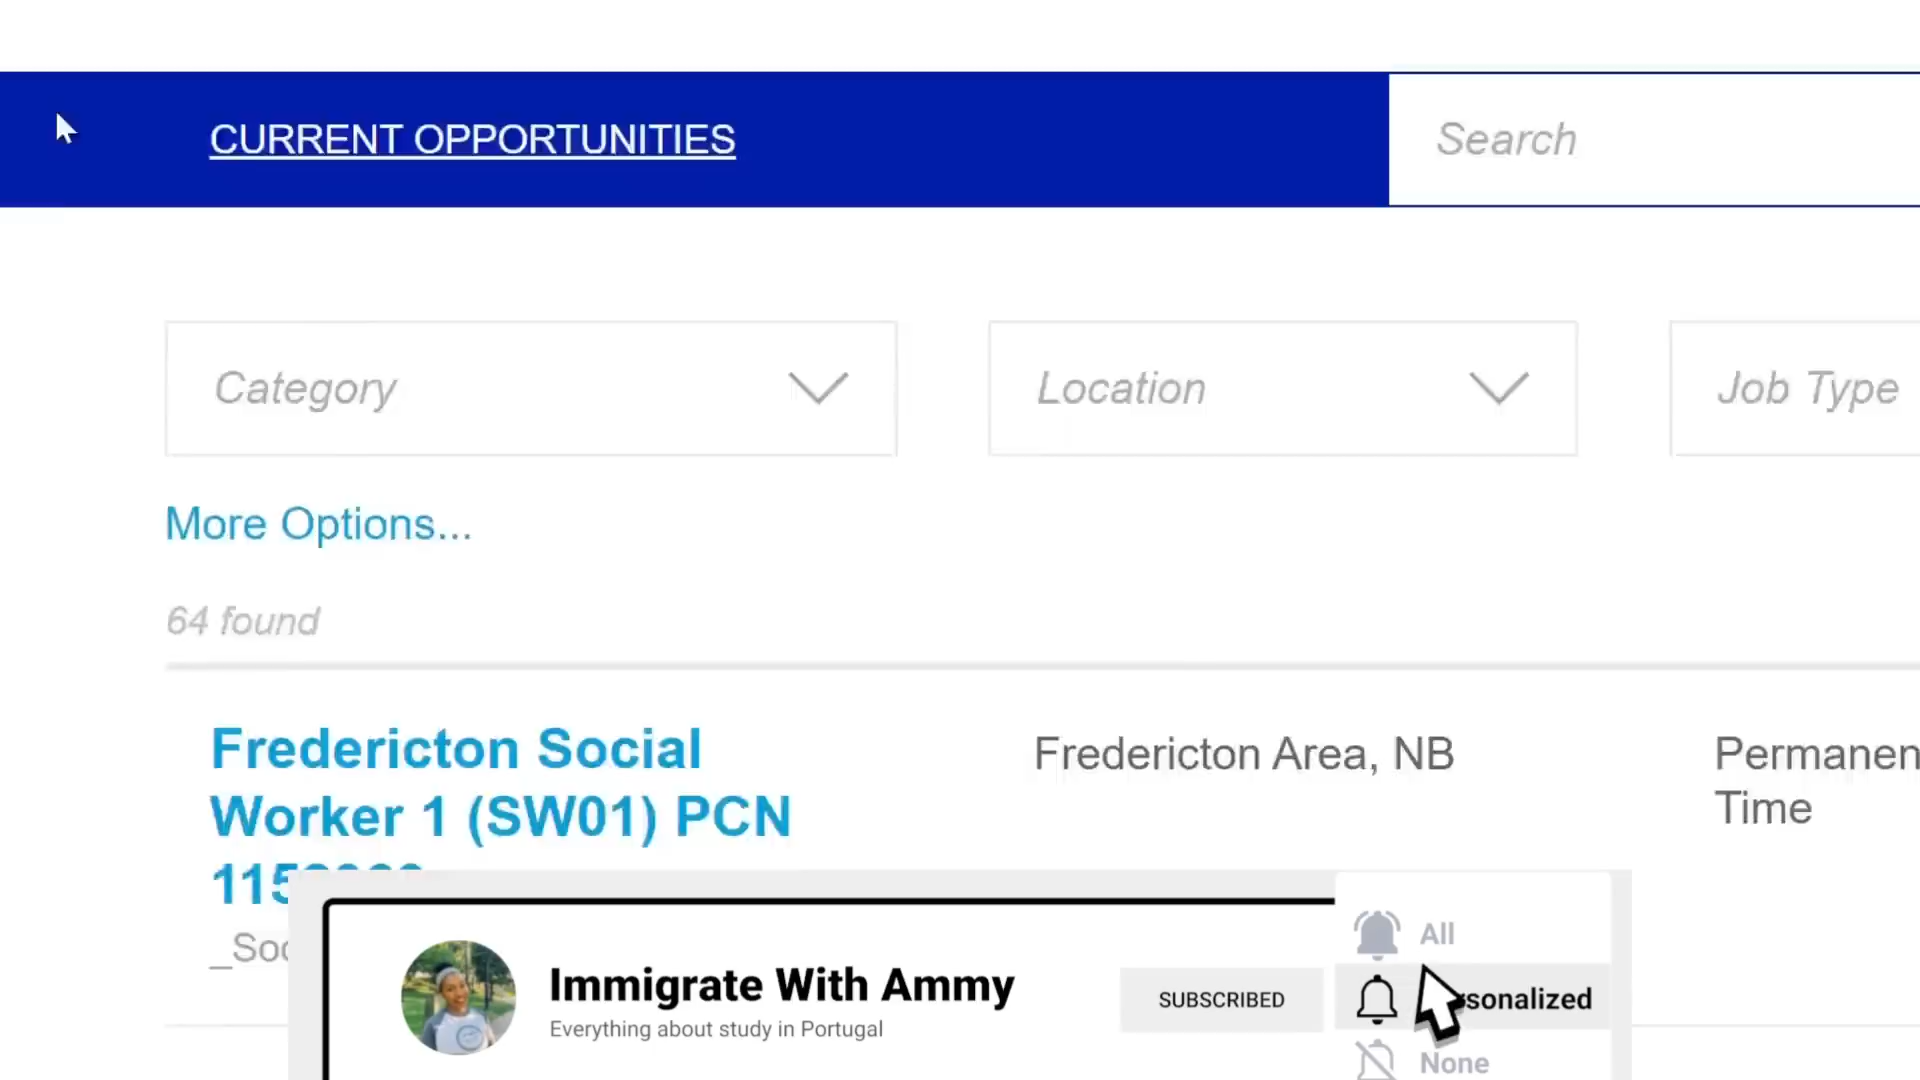 CURRENT OPPORTUNITIES
Search
Category
Location
Job Type
More Options...
64 found
Fredericton Social
Worker 1 (SW01) PCN
Fredericton Area, NB
Permanen
Time
_Soc
Immigrate With Ammy
Everything about study in Portugal
SUBSCRIBED
All
sonalized
None